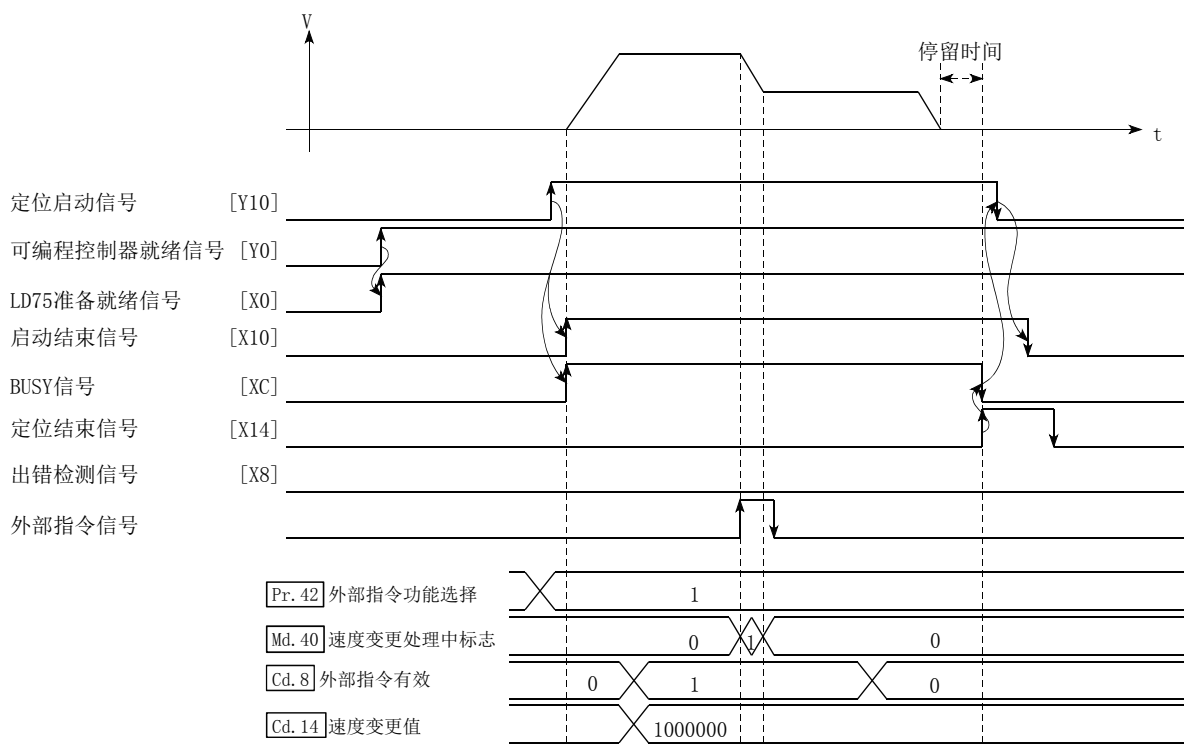 V
停留时间
t
定位启动信号 [Y10]
可编程控制器就绪信号 [Y0]
LD75准备就绪信号 [X0]
启动结束信号 [X10]
BUSY信号 [XC]
定位结束信号 [X14]
出错检测信号 [X8]
外部指令信号
Pr.42 外部指令功能选择 1
Md.40 速度变更处理中标志 0 1 0
Cd.8 外部指令有效 0 1 0
Cd.14 速度变更值 1000000